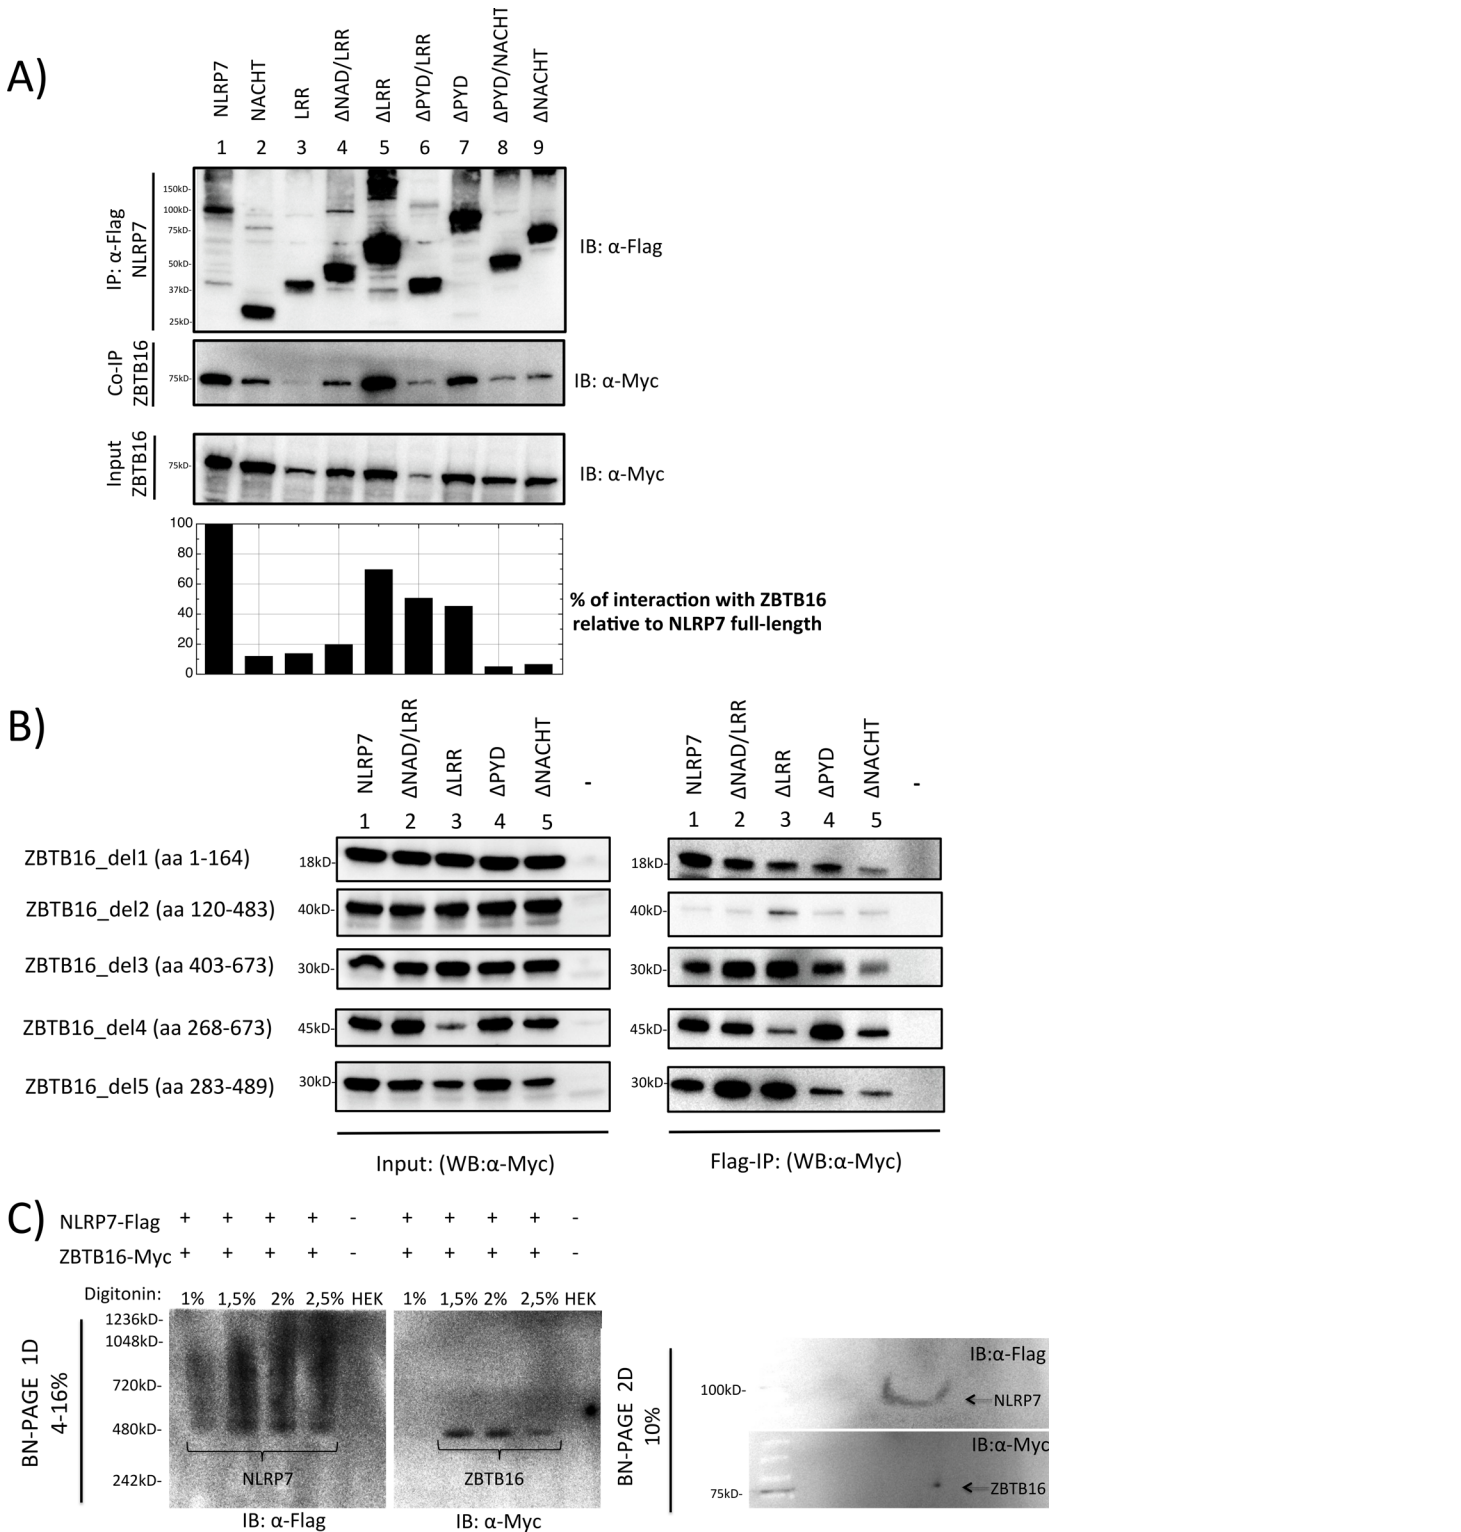 A)
NLRP7 NACHT LRR ΔNAD/LRR ΔLRR ΔPYD/LRR ΔPYD ΔPYD/NACHT ΔNACHT
1 2 3 4 5 6 7 8 9
IP: α-Flag
NLRP7
150kD-
100kD-
75kD-
50kD-
37kD-
25kD-
IB: α-Flag
Co-IP
ZBTB16
75kD-
IB: α-Myc
Input
ZBTB16
75kD-
IB: α-Myc
100
80
60
40
20
0
% of interaction with ZBTB16
relative to NLRP7 full-length
B)
NLRP7 ΔNAD/LRR ΔLRR ΔPYD ΔNACHT - NLRP7 ΔNAD/LRR ΔLRR ΔPYD ΔNACHT -
1 2 3 4 5 1 2 3 4 5
ZBTB16_del1 (aa 1-164) 18kD- 18kD-
ZBTB16_del2 (aa 120-483) 40kD- 40kD-
ZBTB16_del3 (aa 403-673) 30kD- 30kD-
ZBTB16_del4 (aa 268-673) 45kD- 45kD-
ZBTB16_del5 (aa 283-489) 30kD- 30kD-
Input: (WB:α-Myc) Flag-IP: (WB:α-Myc)
C)
NLRP7-Flag + + + + - + + + + -
ZBTB16-Myc + + + + - + + + + -
Digitonin: 1% 1,5% 2% 2,5% HEK 1% 1,5% 2% 2,5% HEK
BN-PAGE 1D
4-16%
1236kD-
1048kD-
720kD-
480kD-
242kD-
NLRP7
ZBTB16
IB: α-Flag
IB: α-Myc
BN-PAGE 2D
10%
IB:α-Flag
100kD-
NLRP7
IB:α-Myc
75kD-
ZBTB16